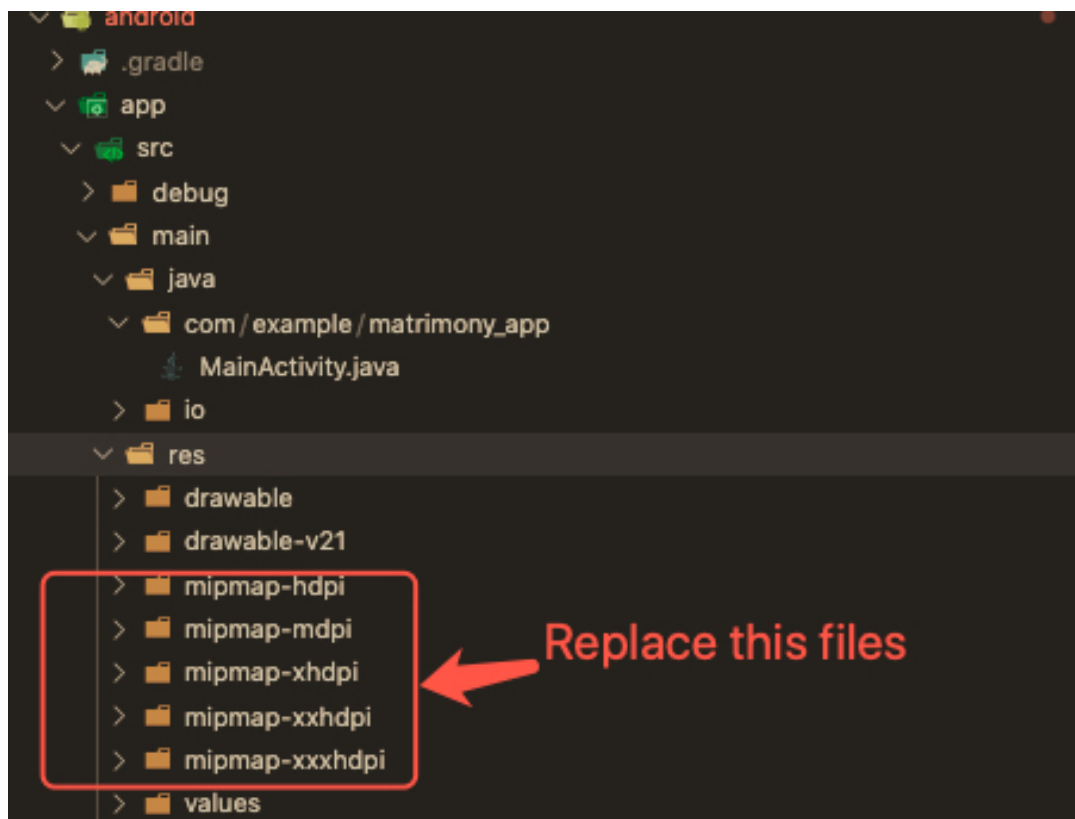 android
.gradle
app
src
debug
main
java
com/example/matrimony_app
MainActivity.java
io
res
drawable
drawable-v21
mipmap-hdpi
mipmap-mdpi
Replace this files
mipmap-xhdpi
mipmap-xxhdpi
mipmap-xxxhdpi
values